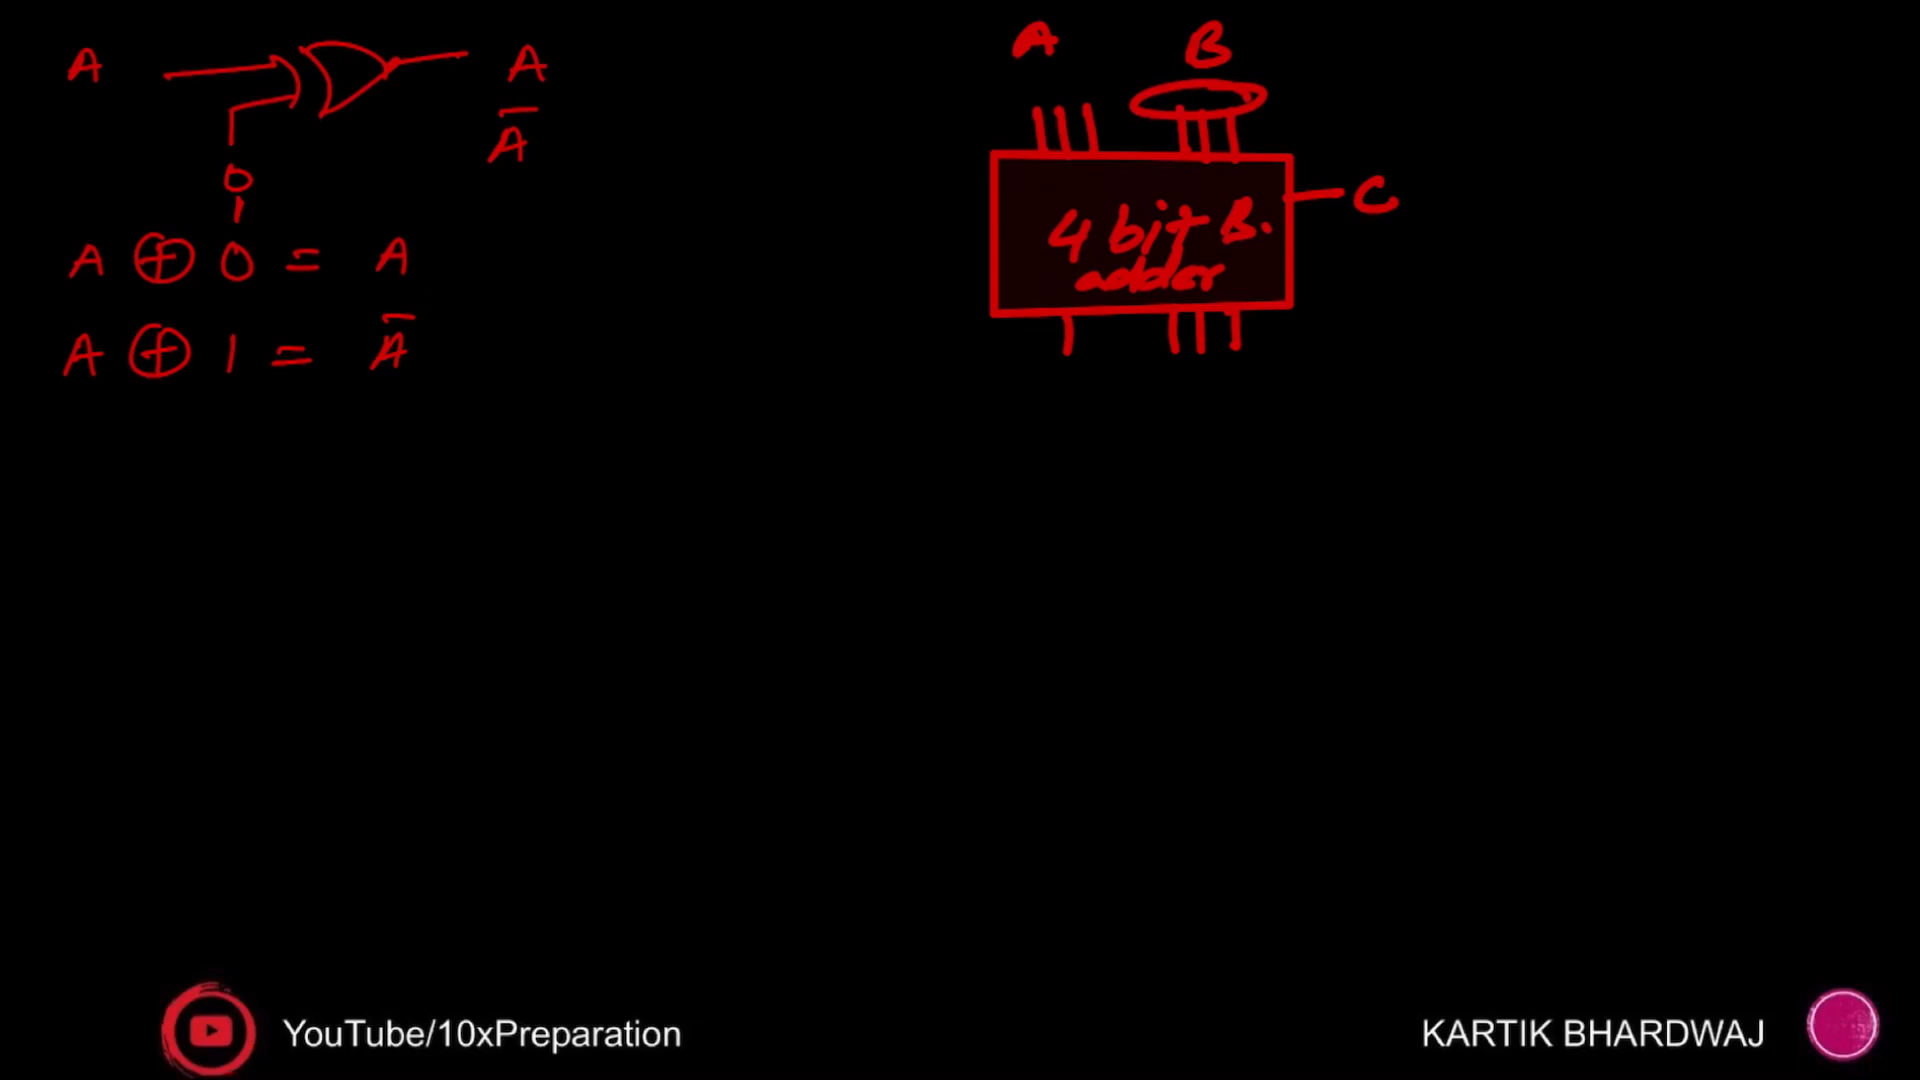 A A
Ā
0
1
A ⊕ 0 = A
A ⊕ 1 = Ā
A B
C
4 bit B.
adder
YouTube/10xPreparation
KARTIK BHARDWAJ